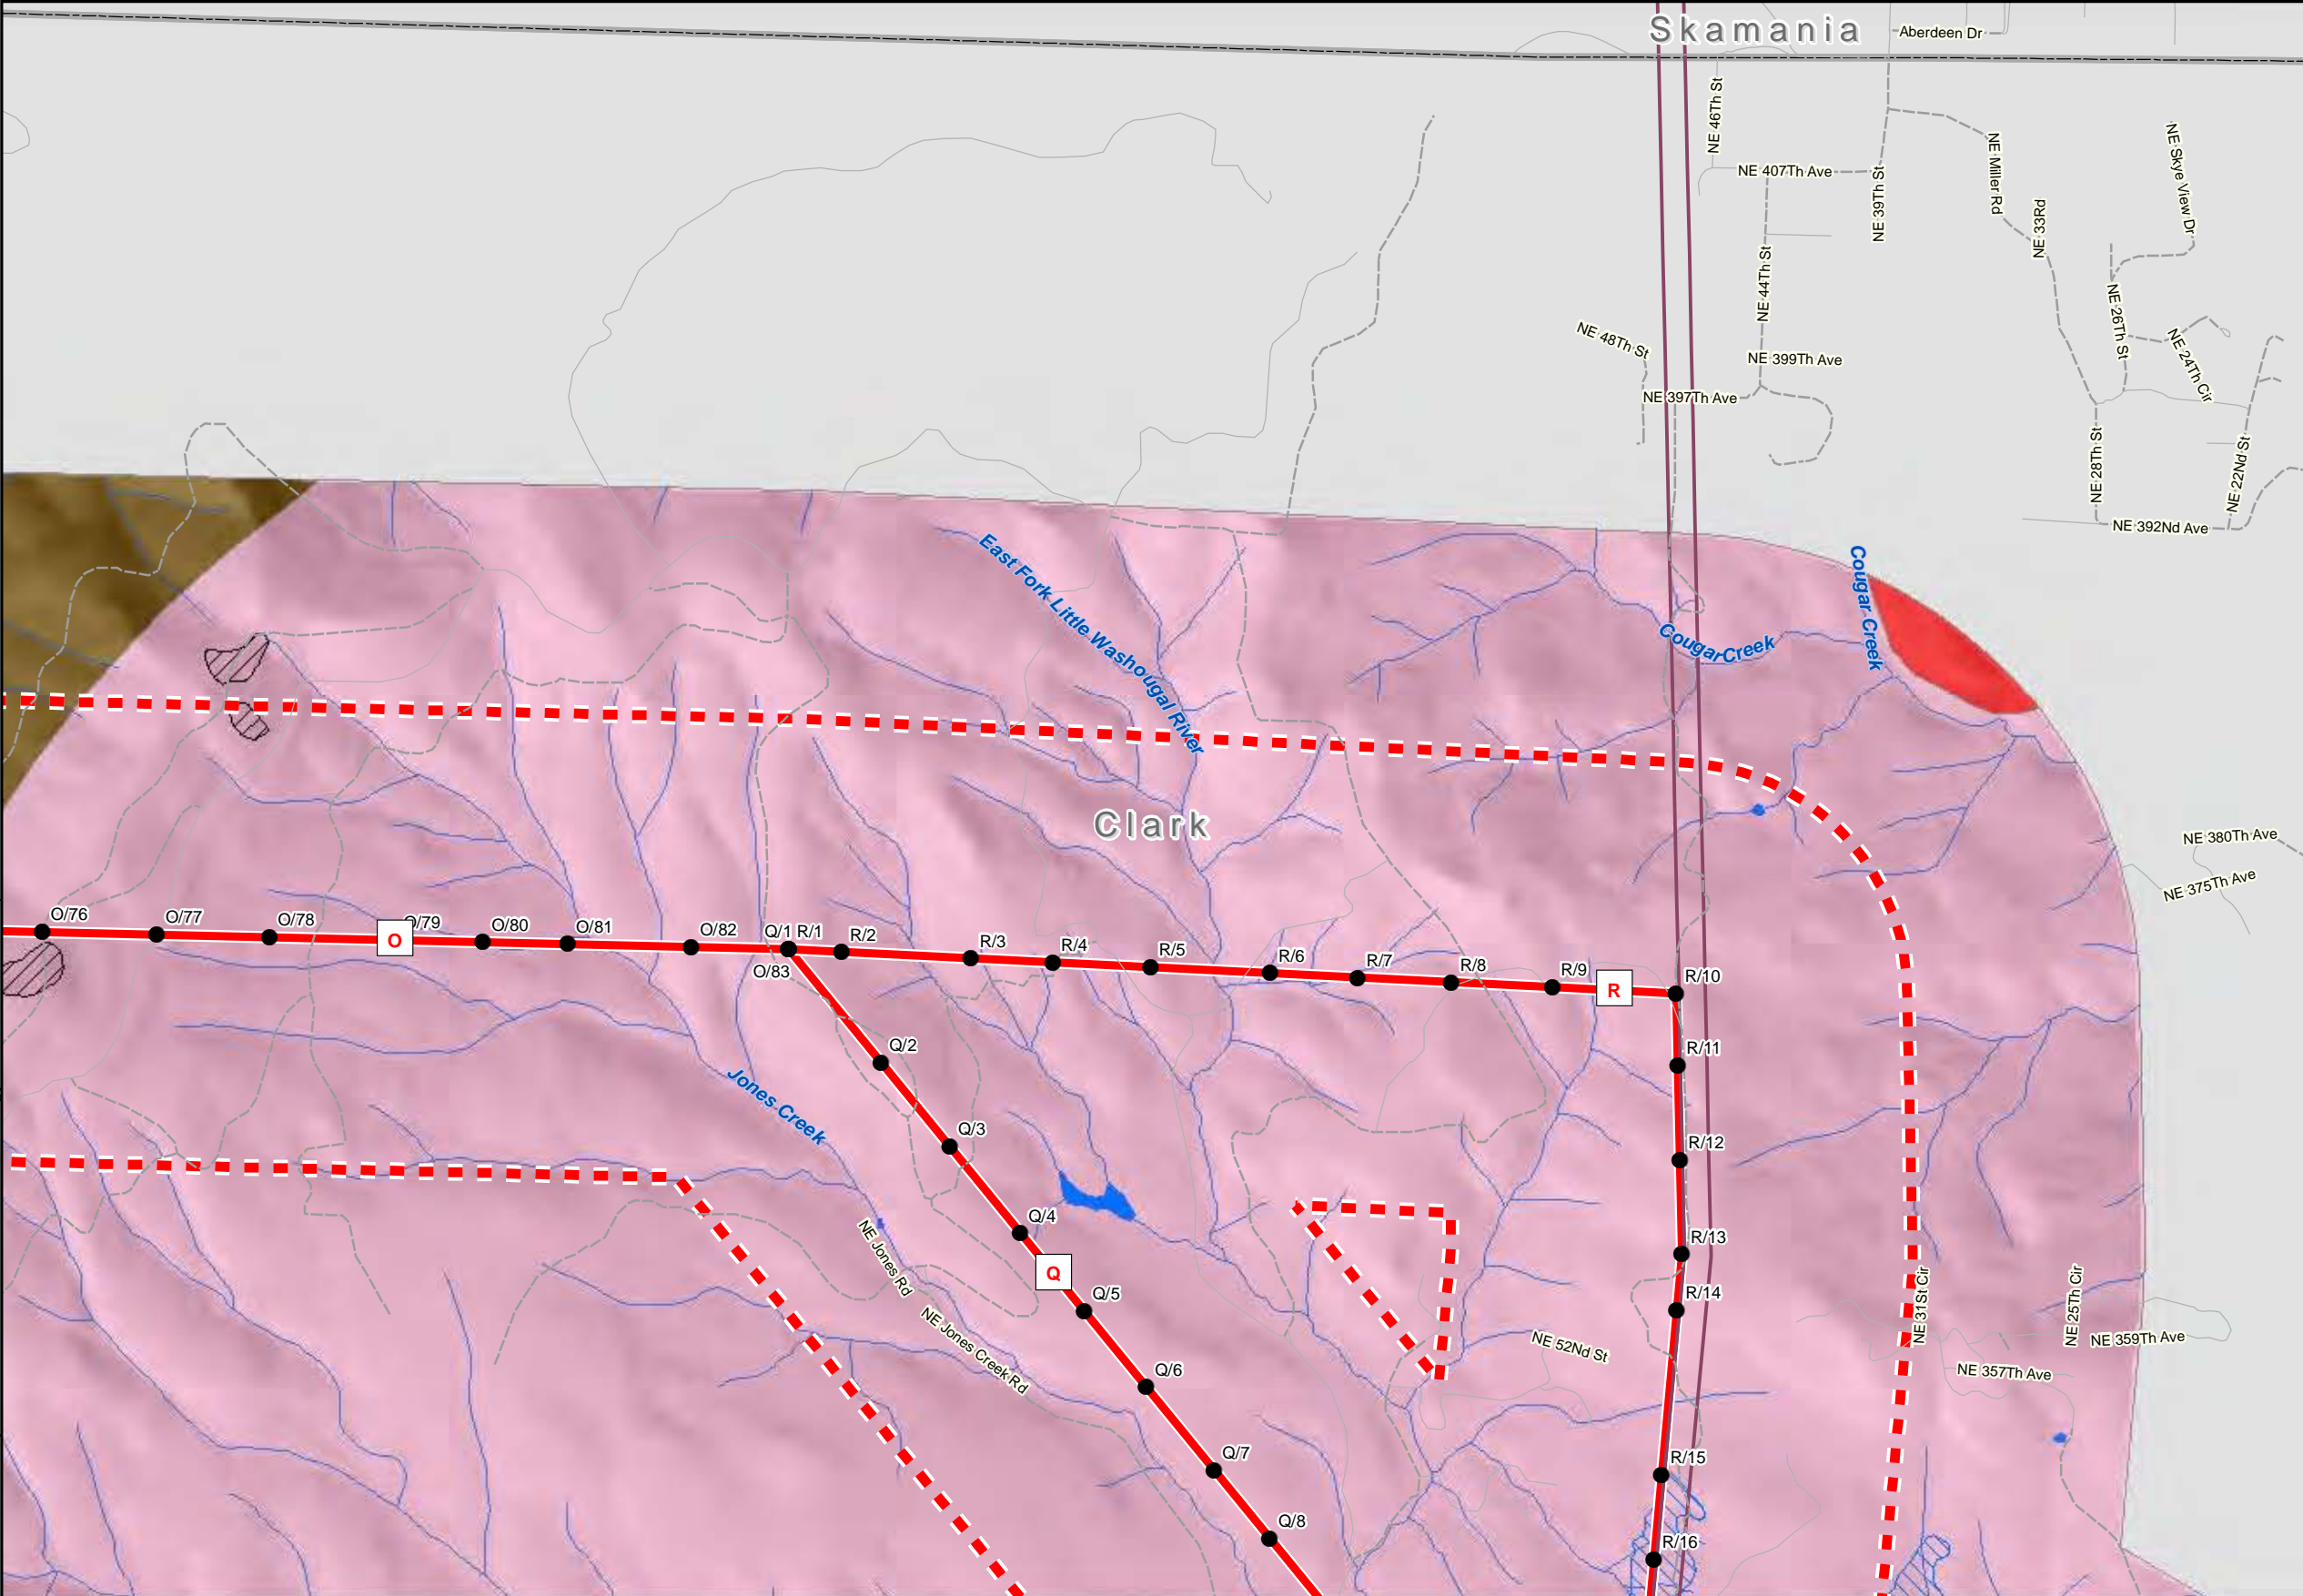 Skamania
Aberdeen Dr
NE 46Th St
NE 407Th Ave
NE 39Th St
NE Miller Rd
NE 33Rd
NE Skye View Dr
NE 44Th St
NE 48Th St
NE 399Th Ave
NE 397Th Ave
NE 26Th St
NE 24Th Cir
NE 28Th St
NE 22Nd St
NE 392Nd Ave
East Fork Little Washougal River
Cougar Creek
Cougar Creek
Clark
NE 380Th Ave
NE 375Th Ave
O/76
O/77
O/78
O
O/79
O/80
O/81
O/82
Q/1
R/1
O/83
R/2
R/3
R/4
R/5
R/6
R/7
R/8
R/9
R
R/10
R/11
R/12
R/13
R/14
R/15
R/16
Q/2
Q/3
Q/4
Q
Q/5
Q/6
Q/7
Q/8
Jones Creek
NE Jones Rd
NE Jones Creek Rd
NE 52Nd St
NE 31St Cir
NE 25Th Cir
NE 359Th Ave
NE 357Th Ave